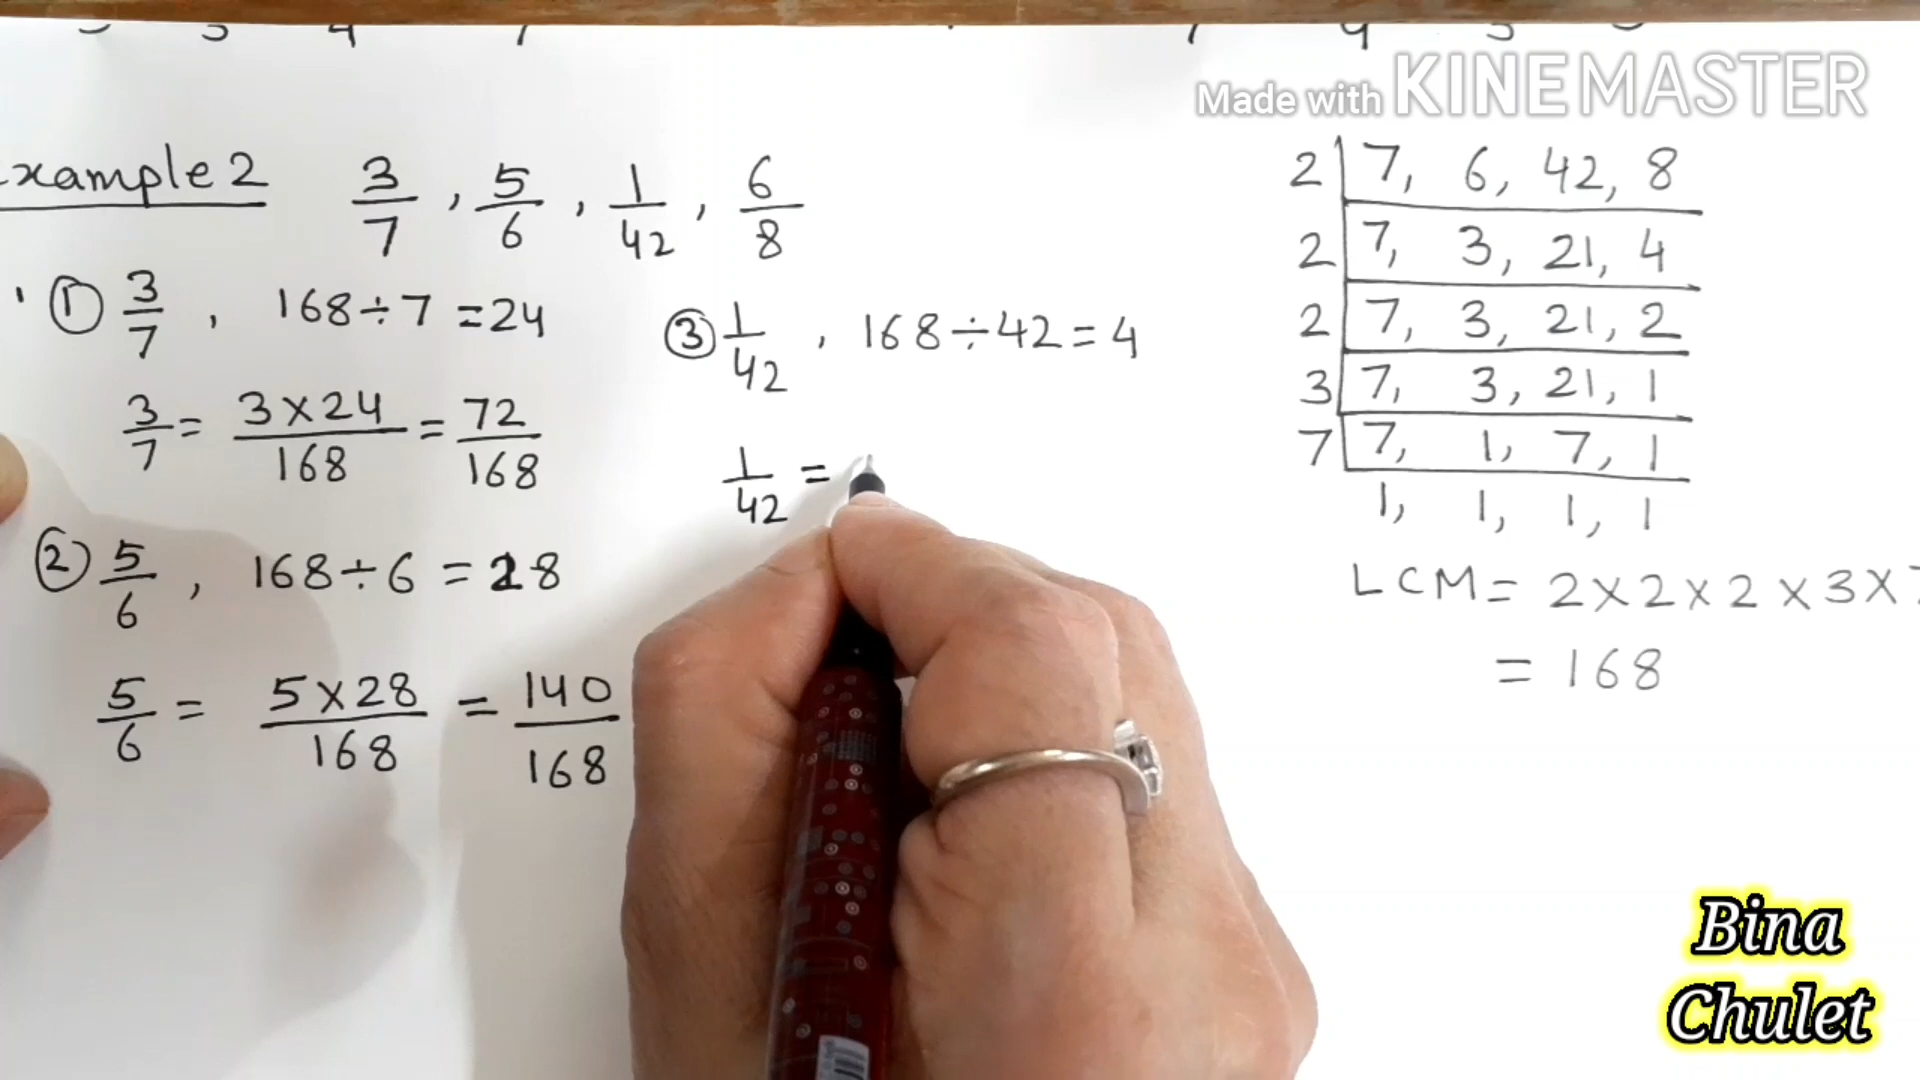 Made with KINEMASTER
xample 2 3/7, 5/6, 1/42, 6/8
① 3/7, 168÷7 =24
3/7 = 3×24/168 = 72/168
② 5/6, 168÷6 = 28
5/6 = 5×28/168 = 140/168
③ 1/42, 168÷42=4
1/42 =
2 | 7, 6, 42, 8
2 | 7, 3, 21, 4
2 | 7, 3, 21, 2
3 | 7, 3, 21, 1
7 | 7, 1, 7, 1
1, 1, 1, 1
LCM = 2×2×2×3×
= 168
Bina
Chulet